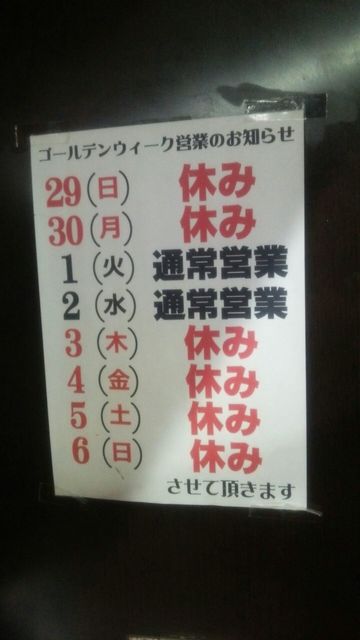 ゴールデンウィーク営業のお知らせ
29(日) 休み
30(月) 休み
1(火) 通常営業
2(水) 通常営業
3(木) 休み
4(金) 休み
5(土) 休み
6(日) 休み
させて頂きます